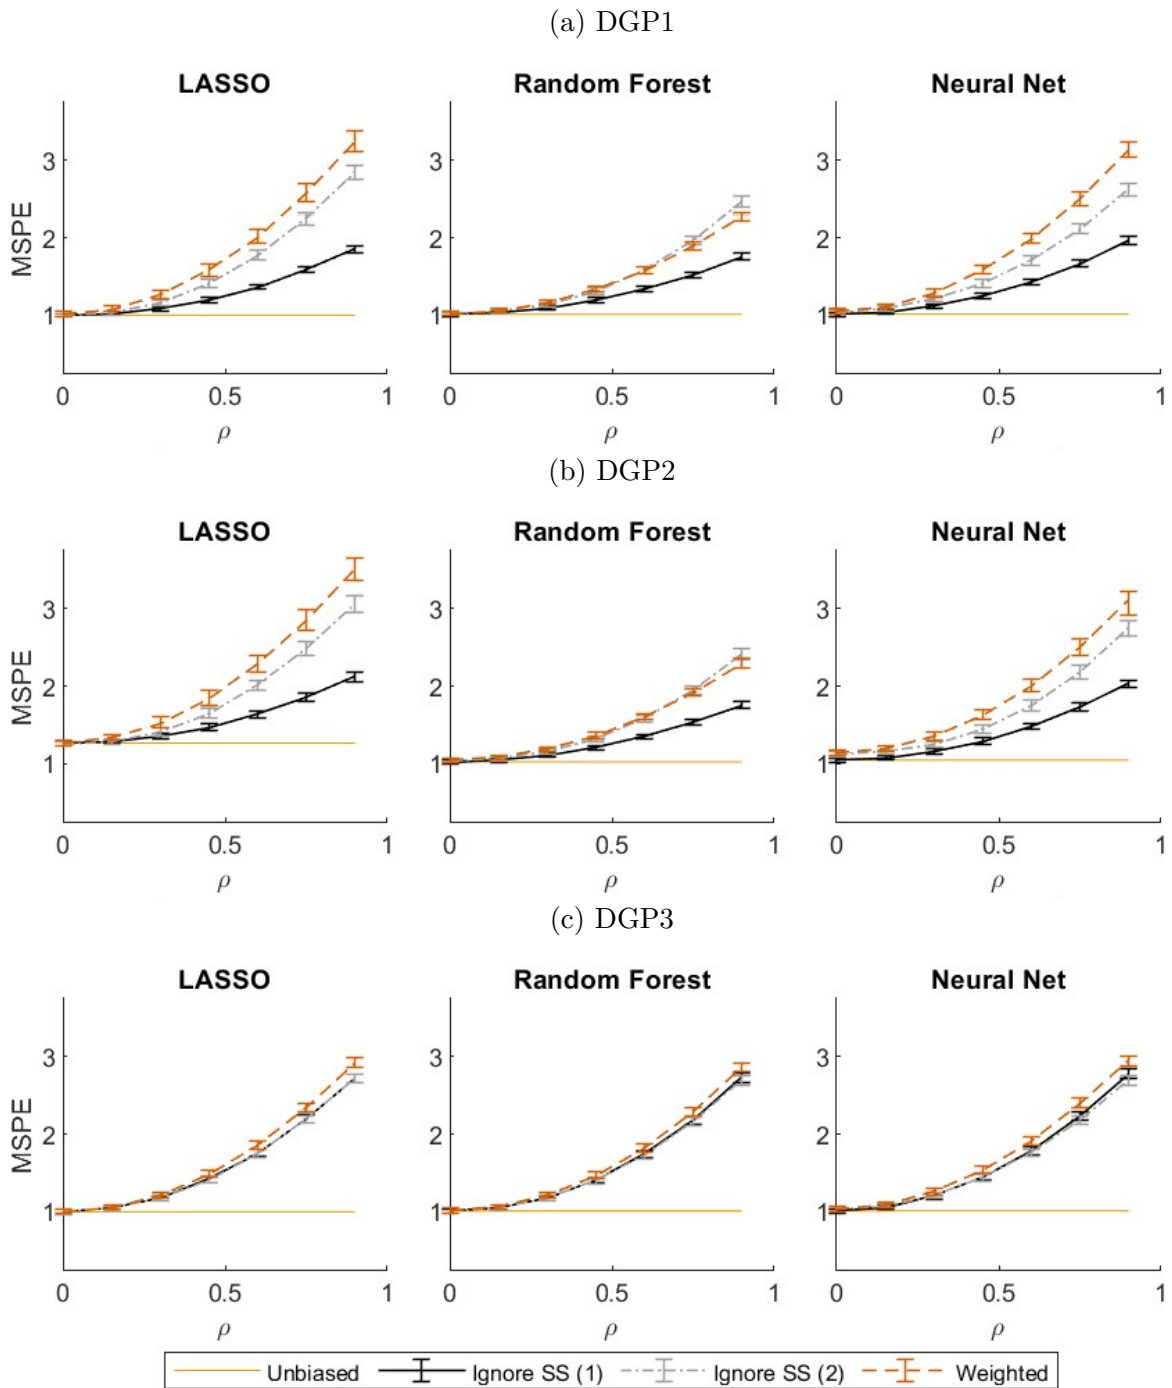 (a) DGP1
LASSO
Random Forest
Neural Net
MSPE
3
2
1
0
0.5
1
ρ
3
2
1
0
0.5
1
ρ
3
2
1
0
0.5
1
ρ
(b) DGP2
LASSO
Random Forest
Neural Net
MSPE
3
2
1
0
0.5
1
ρ
3
2
1
0
0.5
1
ρ
3
2
1
0
0.5
1
ρ
(c) DGP3
LASSO
Random Forest
Neural Net
MSPE
3
2
1
0
0.5
1
ρ
3
2
1
0
0.5
1
ρ
3
2
1
0
0.5
1
ρ
Unbiased
Ignore SS (1)
Ignore SS (2)
Weighted